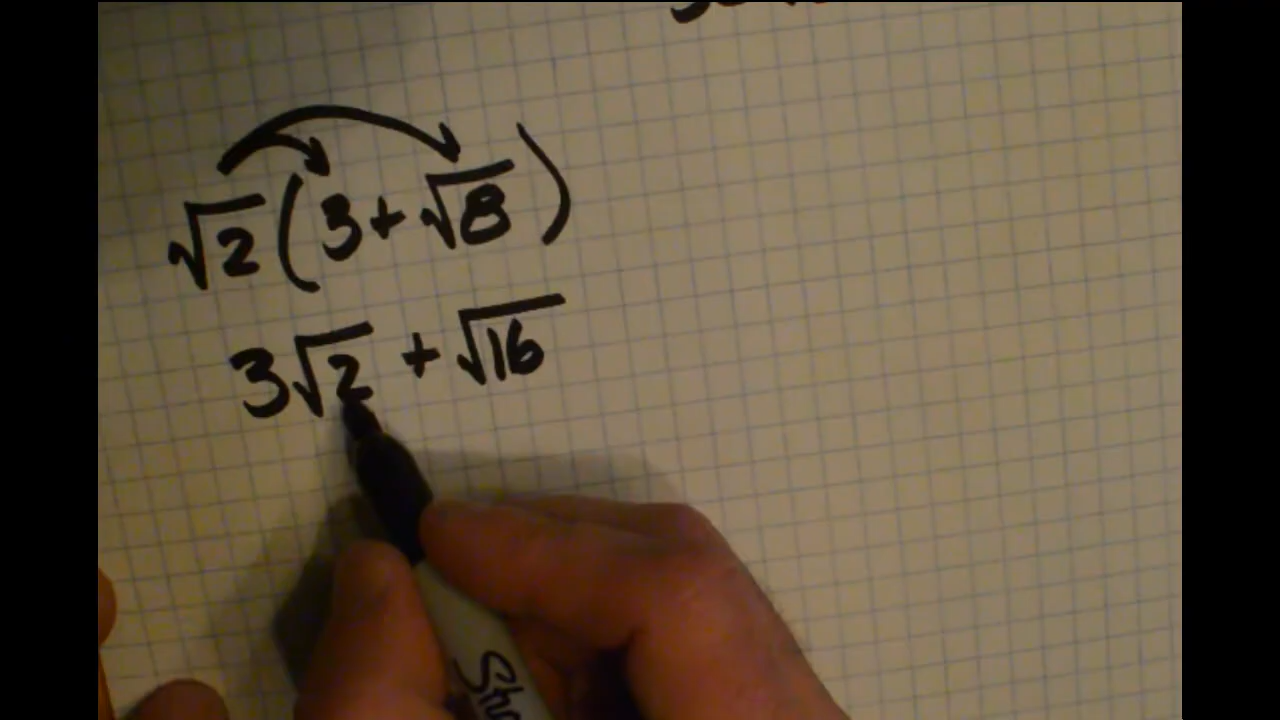 √2(3+√8)
3√2 + √16